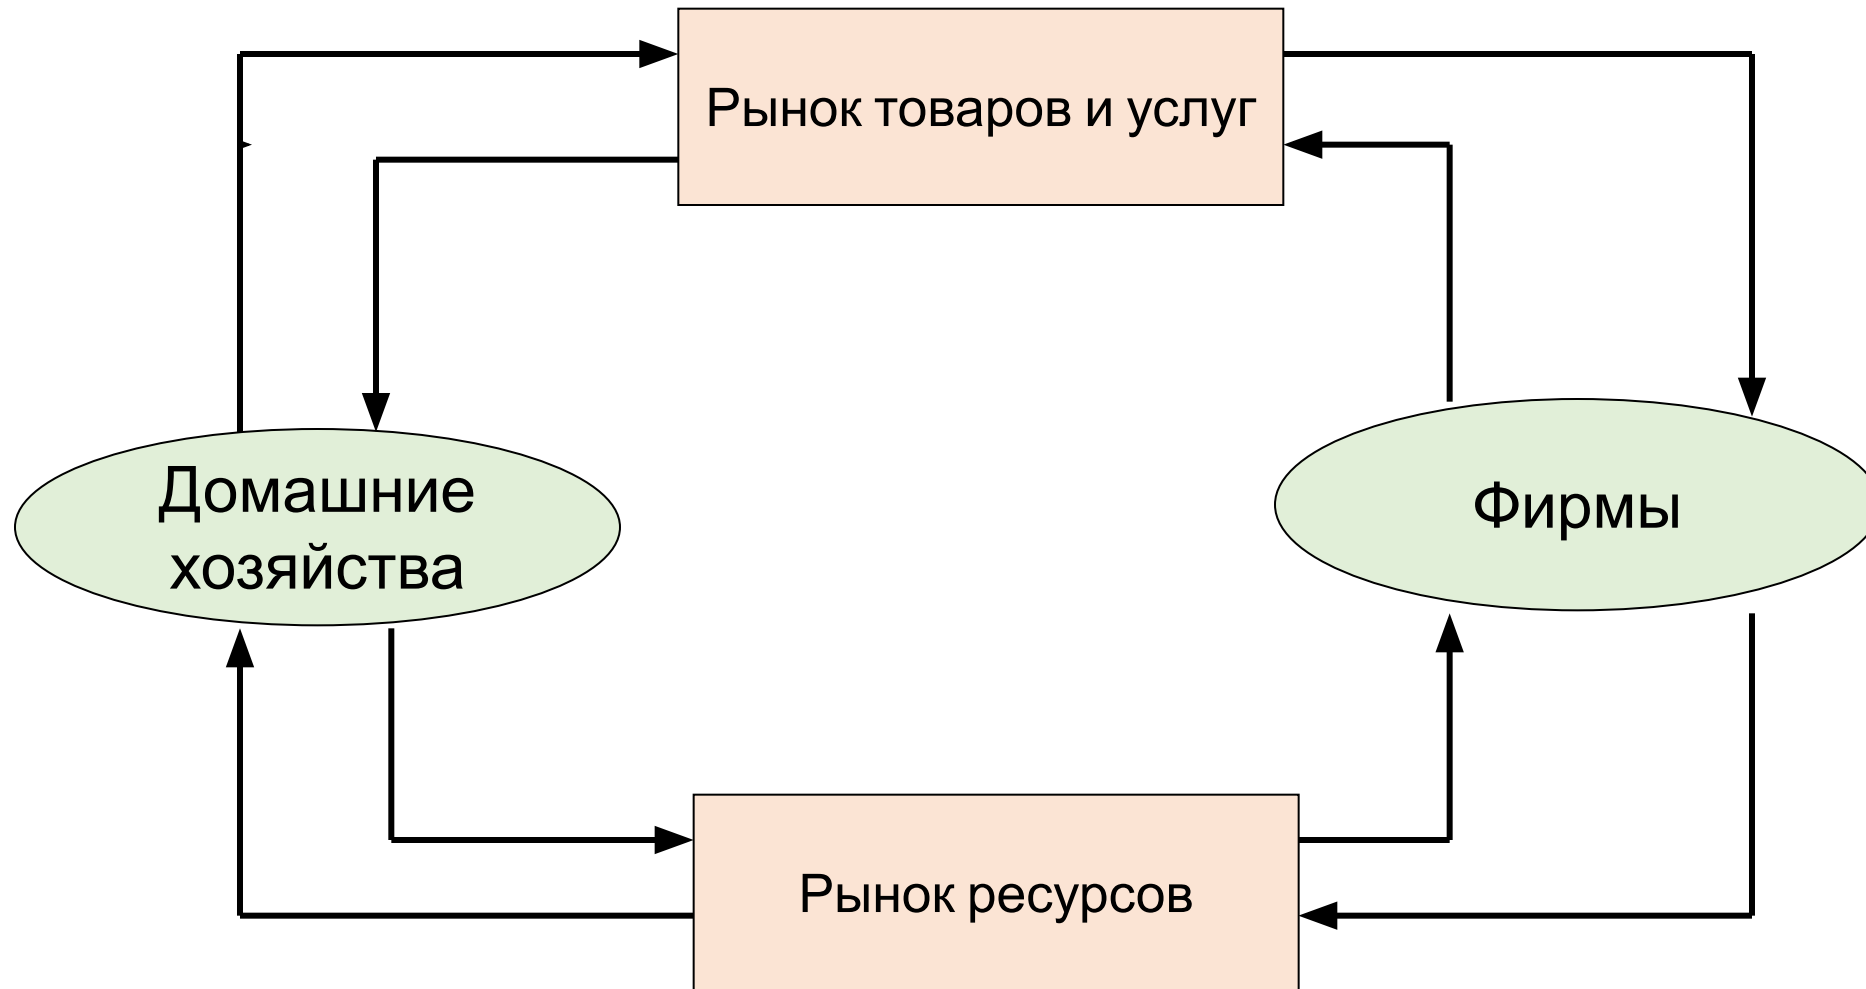 Рынок товаров и услуг
Домашние
хозяйства
Фирмы
Рынок ресурсов